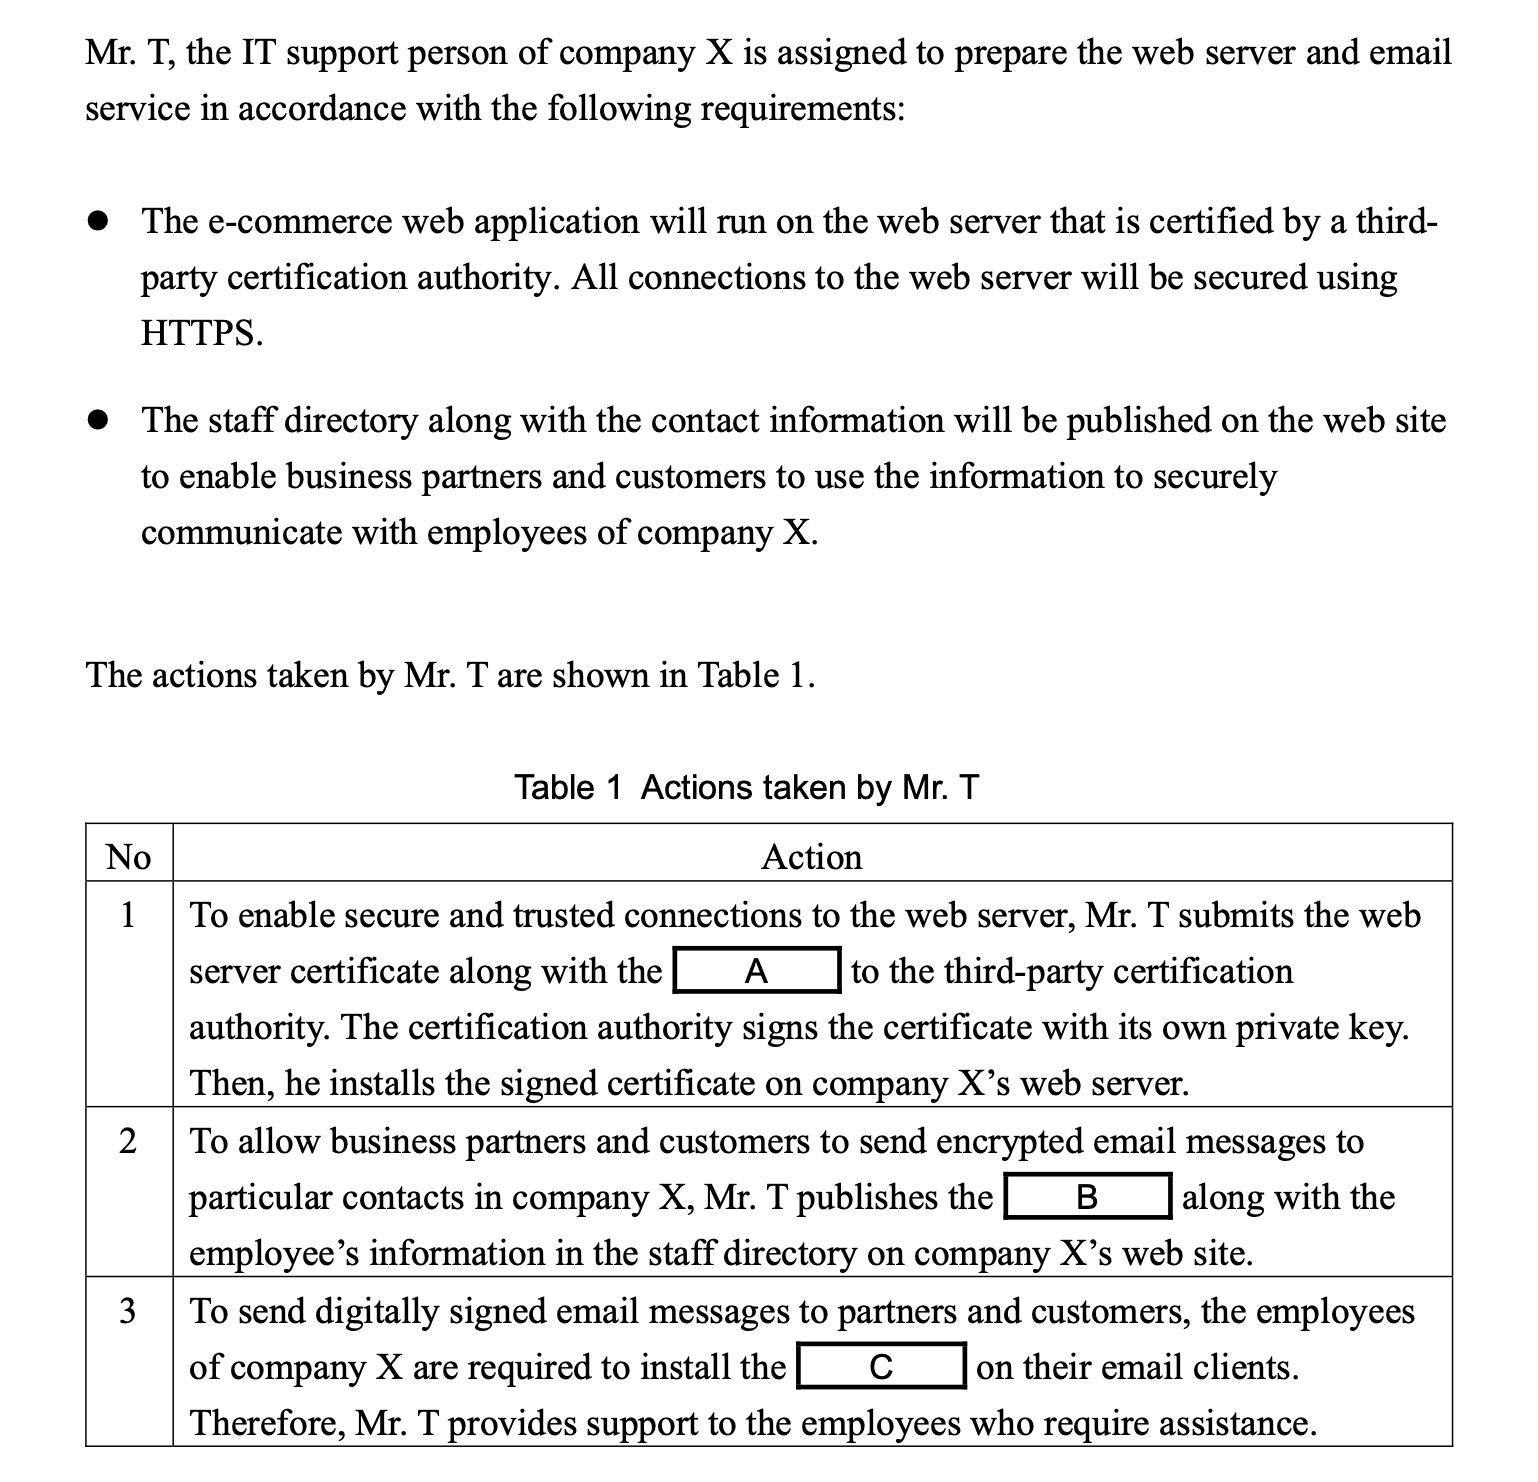 Mr. T, the IT support person of company X is assigned to prepare the web server and email
service in accordance with the following requirements:
● The e-commerce web application will run on the web server that is certified by a third-
party certification authority. All connections to the web server will be secured using
HTTPS.
● The staff directory along with the contact information will be published on the web site
to enable business partners and customers to use the information to securely
communicate with employees of company X.
The actions taken by Mr. T are shown in Table 1.
Table 1 Actions taken by Mr. T
No Action
1 To enable secure and trusted connections to the web server, Mr. T submits the web
server certificate along with the A to the third-party certification
authority. The certification authority signs the certificate with its own private key.
Then, he installs the signed certificate on company X’s web server.
2 To allow business partners and customers to send encrypted email messages to
particular contacts in company X, Mr. T publishes the B along with the
employee’s information in the staff directory on company X’s web site.
3 To send digitally signed email messages to partners and customers, the employees
of company X are required to install the C on their email clients.
Therefore, Mr. T provides support to the employees who require assistance.